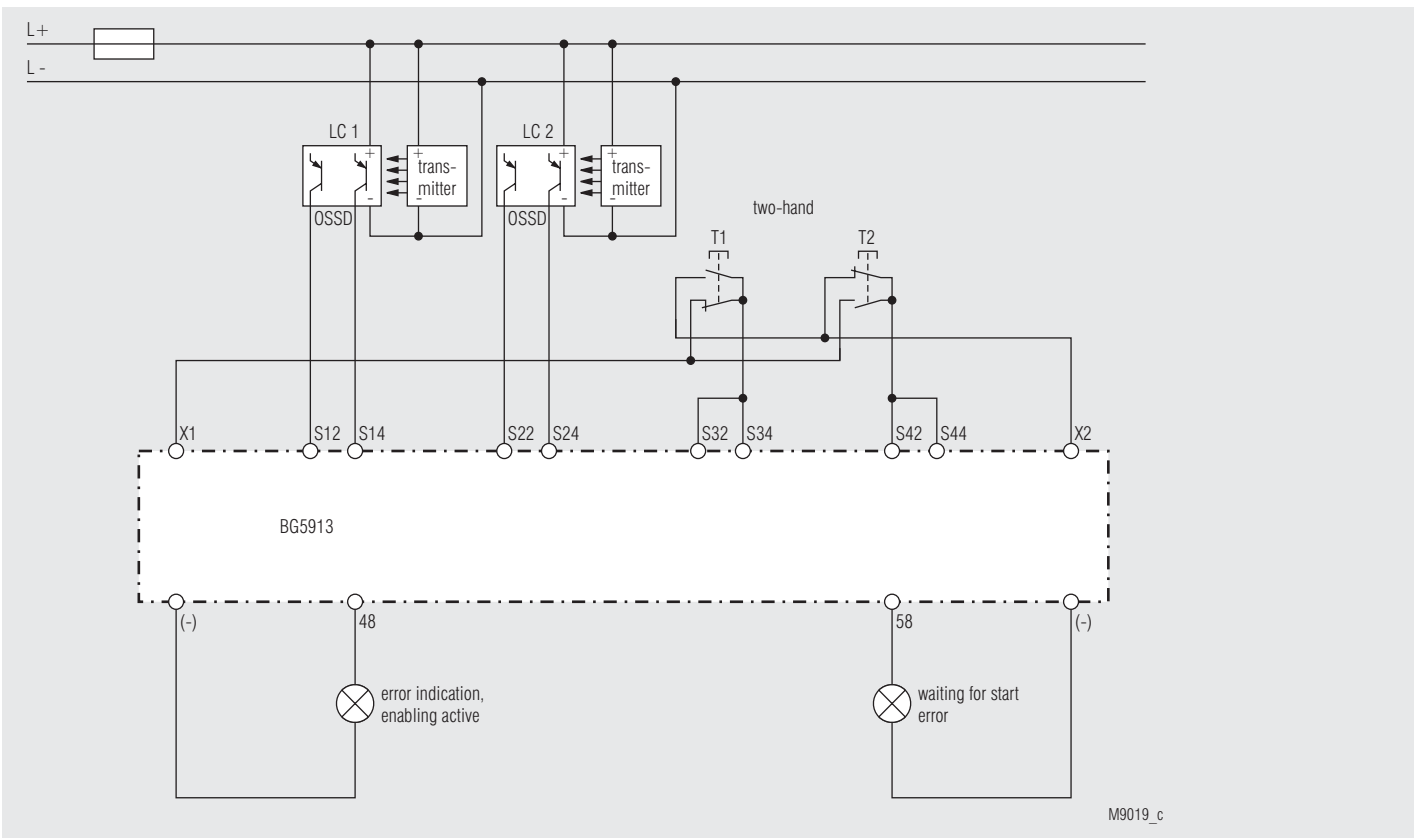 L+
L -
LC 1
LC 2
+
+
trans-
mitter
-
-
OSSD
+
+
trans-
mitter
-
-
OSSD
two-hand
T1
T2
X1
S12
S14
S22
S24
S32
S34
S42
S44
X2
BG5913
(-)
48
58
(-)
error indication,
enabling active
waiting for start
error
M9019_c